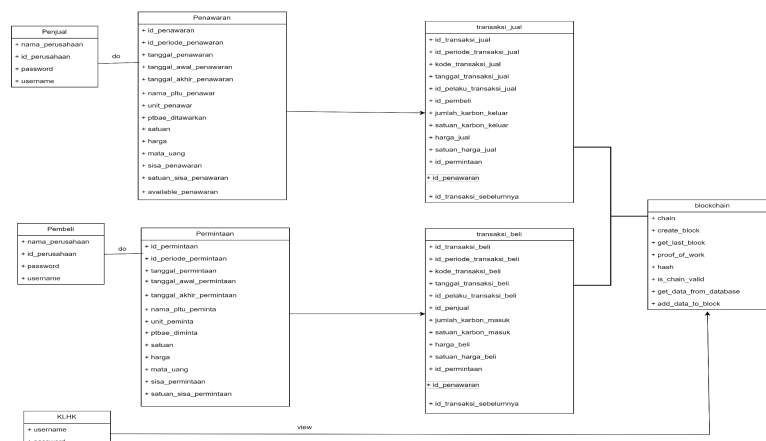 Penjual
+ nama_perusahaan
+ id_perusahaan
+ password
+ username
do
Penawaran
+ id_penawaran
+ id_periode_penawaran
+ tanggal_penawaran
+ tanggal_awal_penawaran
+ tanggal_akhir_penawaran
+ nama_pltu_penawar
+ unit_penawar
+ ptbae_ditawarkan
+ satuan
+ harga
+ mata_uang
+ sisa_penawaran
+ satuan_sisa_penawaran
+ available_penawaran
transaksi_jual
+ id_transaksi_jual
+ id_periode_transaksi_jual
+ kode_transaksi_jual
+ tanggal_transaksi_jual
+ id_pelaku_transaksi_jual
+ id_pembeli
+ jumlah_karbon_keluar
+ satuan_karbon_keluar
+ harga_jual
+ satuan_harga_jual
+ id_permintaan
+ id_penawaran
+ id_transaksi_sebelumnya
Pembeli
+ nama_perusahaan
+ id_perusahaan
+ password
+ username
do
Permintaan
+ id_permintaan
+ id_periode_permintaan
+ tanggal_permintaan
+ tanggal_awal_permintaan
+ tanggal_akhir_permintaan
+ nama_pltu_peminta
+ unit_peminta
+ ptbae_diminta
+ satuan
+ harga
+ mata_uang
+ sisa_permintaan
+ satuan_sisa_permintaan
transaksi_beli
+ id_transaksi_beli
+ id_periode_transaksi_beli
+ kode_transaksi_beli
+ tanggal_transaksi_beli
+ id_pelaku_transaksi_beli
+ id_penjual
+ jumlah_karbon_masuk
+ satuan_karbon_masuk
+ harga_beli
+ satuan_harga_beli
+ id_permintaan
+ id_penawaran
+ id_transaksi_sebelumnya
blockchain
+ chain
+ create_block
+ get_last_block
+ proof_of_work
+ hash
+ is_chain_valid
+ get_data_from_database
+ add_data_to_block
KLHK
+ username
view